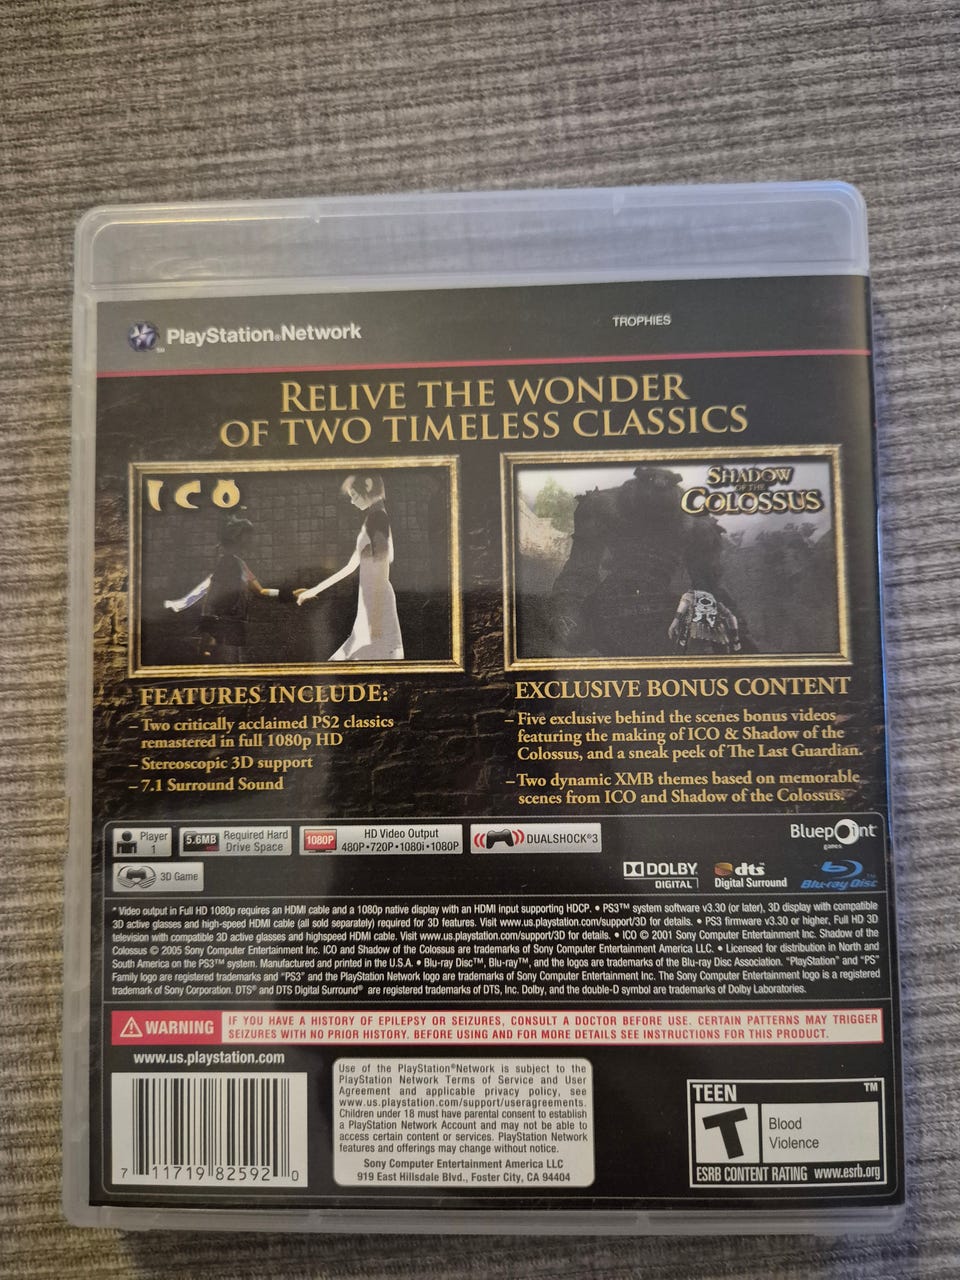 PlayStation®Network
TROPHIES
RELIVE THE WONDER
OF TWO TIMELESS CLASSICS
ICO
SHADOW
OF THE
COLOSSUS
FEATURES INCLUDE:
– Two critically acclaimed PS2 classics
remastered in full 1080p HD
– Stereoscopic 3D support
– 7.1 Surround Sound
EXCLUSIVE BONUS CONTENT
– Five exclusive behind the scenes bonus videos
featuring the making of ICO & Shadow of the
Colossus, and a sneak peek of The Last Guardian.
– Two dynamic XMB themes based on memorable
scenes from ICO and Shadow of the Colossus.
Player
1
5.6MB Required Hard
Drive Space
1080P HD Video Output
480P•720P•1080i•1080P
DUALSHOCK®3
Bluepoint
games
3D Game
DOLBY
DIGITAL
dts
Digital Surround
Blu-ray Disc™
* Video output in Full HD 1080p requires an HDMI cable and a 1080p native display with an HDMI input supporting HDCP. • PS3™ system software v3.30 (or later), 3D display with compatible
3D active glasses and high-speed HDMI cable (all sold separately) required for 3D features. Visit www.us.playstation.com/support/3D for details. • PS3 firmware v3.30 or higher, Full HD 3D
television with compatible 3D active glasses and highspeed HDMI cable. Visit www.us.playstation.com/support/3D for details. • ICO © 2001 Sony Computer Entertainment Inc. Shadow of the
Colossus © 2005 Sony Computer Entertainment Inc. ICO and Shadow of the Colossus are trademarks of Sony Computer Entertainment America LLC. • Licensed for distribution in North and
South America on the PS3™ system. Manufactured and printed in the U.S.A. • Blu-ray Disc™, Blu-ray™, and the logos are trademarks of the Blu-ray Disc Association. "PlayStation" and "PS"
Family logo are registered trademarks and "PS3" and the PlayStation Network logo are trademarks of Sony Computer Entertainment Inc. The Sony Computer Entertainment logo is a registered
trademark of Sony Corporation. DTS® and DTS Digital Surround® are registered trademarks of DTS, Inc. Dolby, and the double-D symbol are trademarks of Dolby Laboratories.
WARNING
IF YOU HAVE A HISTORY OF EPILEPSY OR SEIZURES, CONSULT A DOCTOR BEFORE USE. CERTAIN PATTERNS MAY TRIGGER
SEIZURES WITH NO PRIOR HISTORY. BEFORE USING AND FOR MORE DETAILS SEE INSTRUCTIONS FOR THIS PRODUCT.
www.us.playstation.com
7 11719 82592 0
Use of the PlayStation®Network is subject to the
PlayStation Network Terms of Service and User
Agreement and applicable privacy policy, see
www.us.playstation.com/support/useragreements.
Children under 18 must have parental consent to establish
a PlayStation Network Account and may not be able to
access certain content or services. PlayStation Network
features and offerings may change without notice.
Sony Computer Entertainment America LLC
919 East Hillsdale Blvd., Foster City, CA 94404
TEEN ™
T
Blood
Violence
ESRB CONTENT RATING www.esrb.org